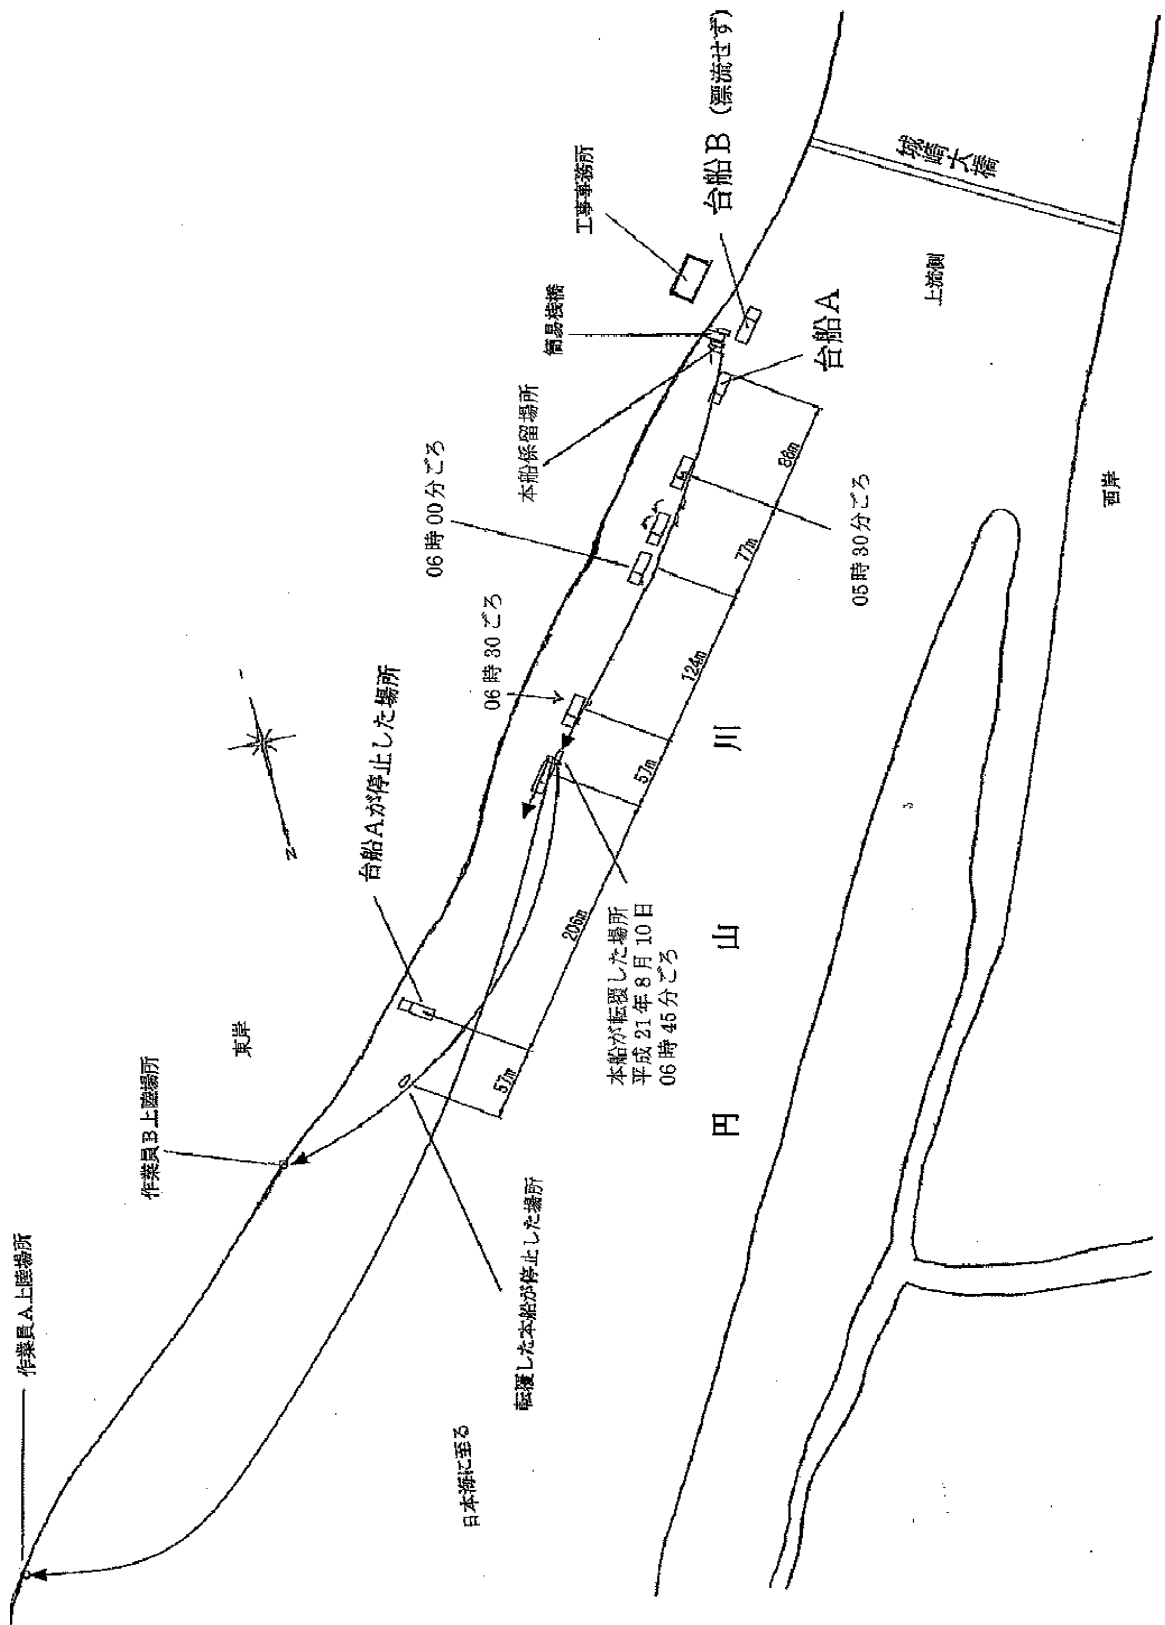 城崎大橋
上流側
西岸
台船B (漂流せず)
工事事務所
簡易桟橋
台船A
本船係留場所
06時00分ごろ
05時30分ごろ
06時30ごろ
88m
77m
124m
57m
206m
57m
台船Aが停止した場所
本船が転覆した場所
平成21年8月10日
06時45分ごろ
円山川
N
東岸
作業員B上陸場所
作業員A上陸場所
転覆した本船が停止した場所
日本海に至る